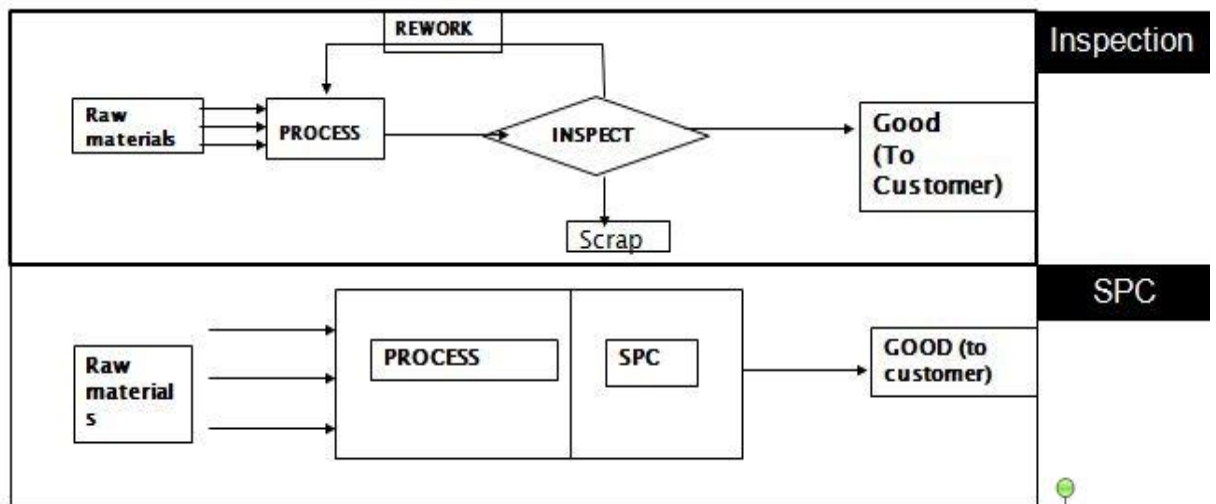 REWORK
Inspection
Raw
materials
PROCESS
INSPECT
Good
(To
Customer)
Scrap
SPC
Raw
material
s
PROCESS
SPC
GOOD (to
customer)